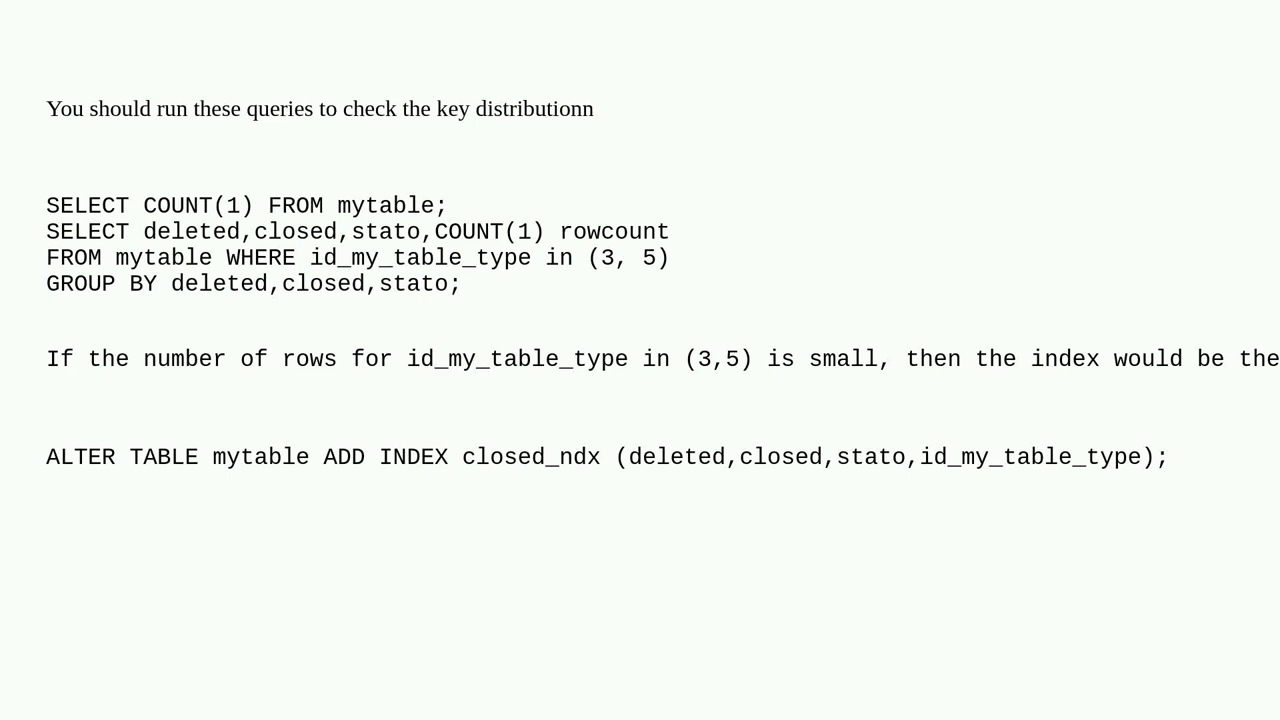 You should run these queries to check the key distributionn
SELECT COUNT(1) FROM mytable;
SELECT deleted,closed,stato,COUNT(1) rowcount
FROM mytable WHERE id_my_table_type in (3, 5)
GROUP BY deleted,closed,stato;
If the number of rows for id_my_table_type in (3,5) is small, then the index would be the
ALTER TABLE mytable ADD INDEX closed_ndx (deleted,closed,stato,id_my_table_type);